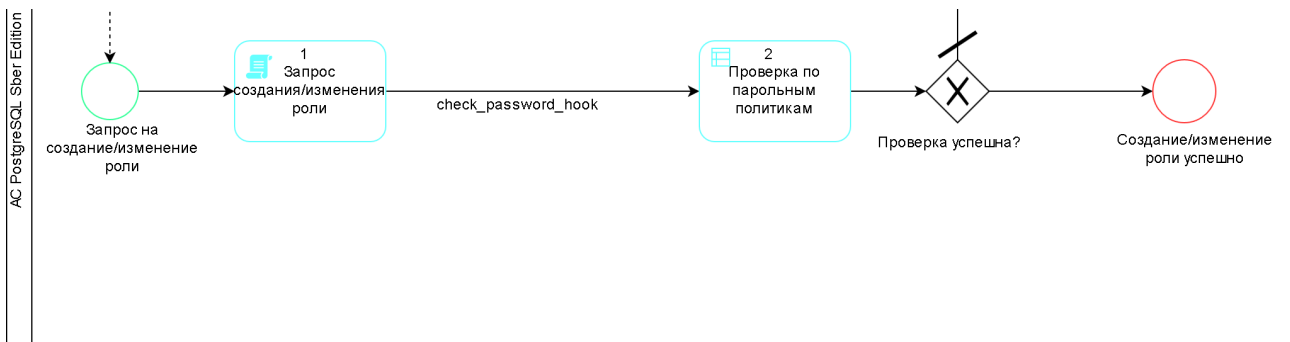 АС PostgreSQL Sber Edition
Запрос на
создание/изменение
роли
1
Запрос
создания/изменения
роли
check_password_hook
2
Проверка по
парольным
политикам
Проверка успешна?
Создание/изменение
роли успешно